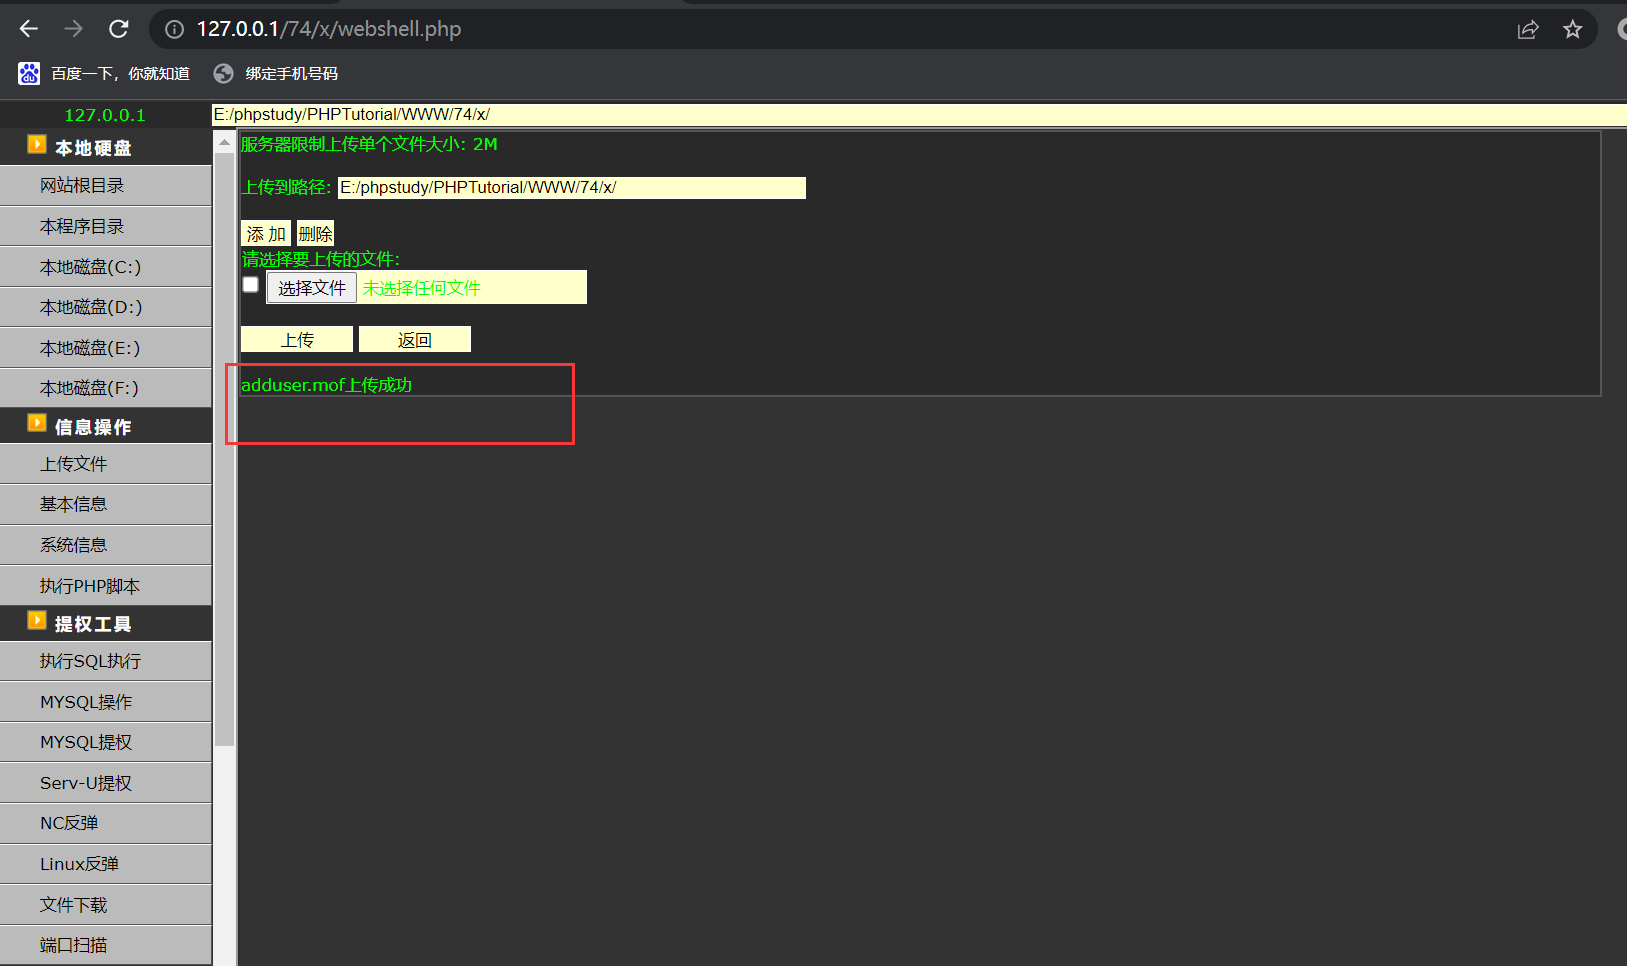 127.0.0.1/74/x/webshell.php
百度一下，你就知道
绑定手机号码
127.0.0.1
E:/phpstudy/PHPTutorial/WWW/74/x/
本地硬盘
网站根目录
本程序目录
本地磁盘(C:)
本地磁盘(D:)
本地磁盘(E:)
本地磁盘(F:)
信息操作
上传文件
基本信息
系统信息
执行PHP脚本
提权工具
执行SQL执行
MYSQL操作
MYSQL提权
Serv-U提权
NC反弹
Linux反弹
文件下载
端口扫描
服务器限制上传单个文件大小: 2M
上传到路径: E:/phpstudy/PHPTutorial/WWW/74/x/
添 加 删除
请选择要上传的文件:
选择文件 未选择任何文件
上传 返回
adduser.mof上传成功